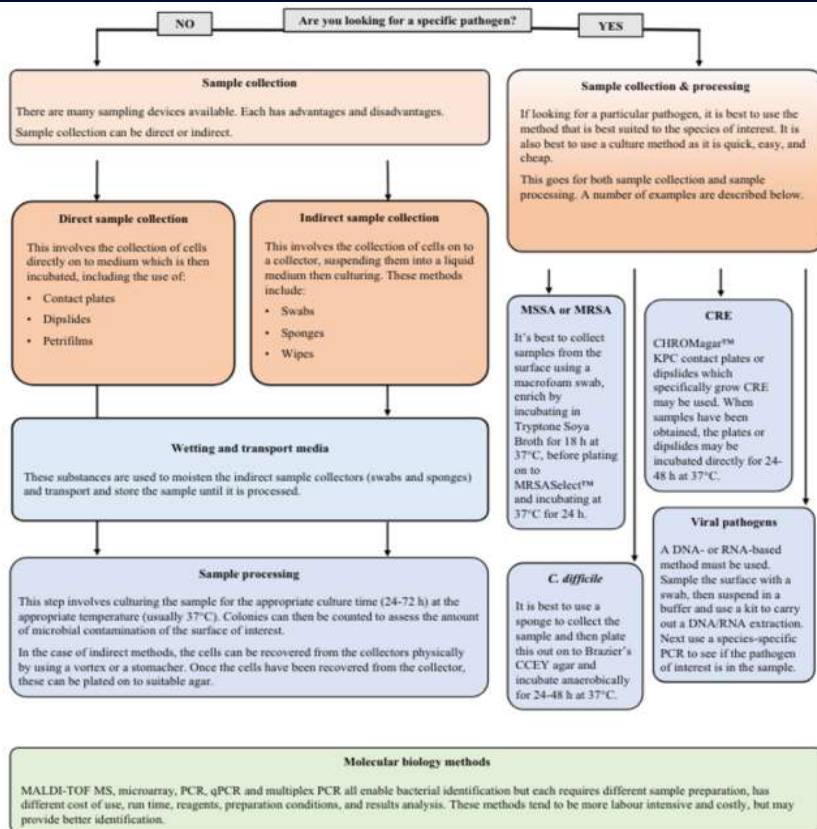 Are you looking for a specific pathogen?
NO
YES
Sample collection
There are many sampling devices available. Each has advantages and disadvantages.
Sample collection can be direct or indirect.
Sample collection & processing
If looking for a particular pathogen, it is best to use the
method that is best suited to the species of interest. It is
also best to use a culture method as it is quick, easy, and
cheap.
This goes for both sample collection and sample
processing. A number of examples are described below.
Direct sample collection
This involves the collection of cells
directly on to medium which is then
incubated, including the use of:
• Contact plates
• Dipslides
• Petrifilms
Indirect sample collection
This involves the collection of cells on to
a collector, suspending them into a liquid
medium then culturing. These methods
include:
• Swabs
• Sponges
• Wipes
MSSA or MRSA
It's best to collect
samples from the
surface using a
macrofoam swab,
enrich by
incubating in
Tryptone Soya
Broth for 18 h at
37°C, before plating
on to
MRSASelect™
and incubating at
37°C for 24 h.
CRE
CHROMagar™
KPC contact plates or
dipslides which
specifically grow CRE
may be used. When
samples have been
obtained, the plates or
dipslides may be
incubated directly for 24-
48 h at 37°C.
Wetting and transport media
These substances are used to moisten the indirect sample collectors (swabs and sponges)
and transport and store the sample until it is processed.
Sample processing
This step involves culturing the sample for the appropriate culture time (24-72 h) at the
appropriate temperature (usually 37°C). Colonies can then be counted to assess the amount
of microbial contamination of the surface of interest.
In the case of indirect methods, the cells can be recovered from the collectors physically
by using a vortex or a stomacher. Once the cells have been recovered from the collector,
these can be plated on to suitable agar.
C. difficile
It is best to use a
sponge to collect the
sample and then plate
this out on to Brazier's
CCEY agar and
incubate anaerobically
for 24-48 h at 37°C.
Viral pathogens
A DNA- or RNA-based
method must be used.
Sample the surface with a
swab, then suspend in a
buffer and use a kit to carry
out a DNA/RNA extraction.
Next use a species-specific
PCR to see if the pathogen
of interest is in the sample.
Molecular biology methods
MALDI-TOF MS, microarray, PCR, qPCR and multiplex PCR all enable bacterial identification but each requires different sample preparation, has
different cost of use, run time, reagents, preparation conditions, and results analysis. These methods tend to be more labour intensive and costly, but may
provide better identification.